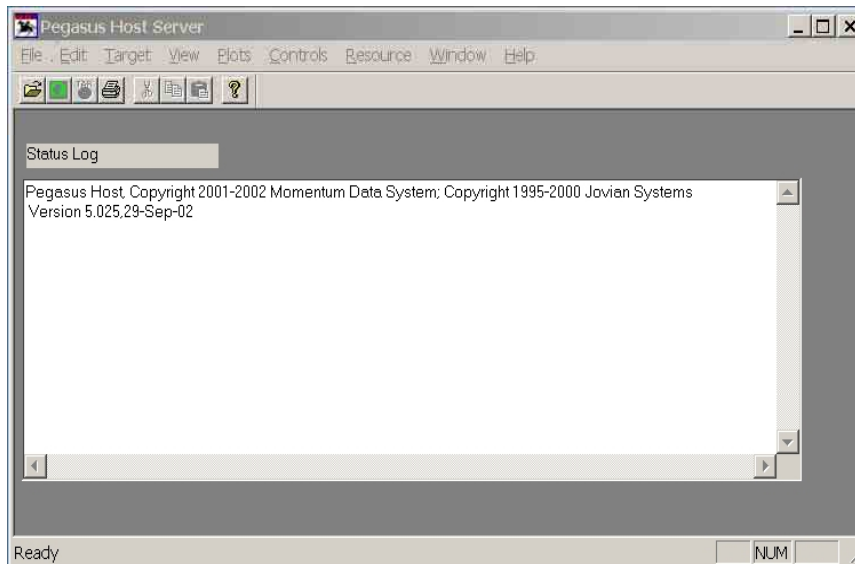 Pegasus Host Server
File Edit Target View Plots Controls Resource Window Help
Status Log
Pegasus Host, Copyright 2001-2002 Momentum Data System; Copyright 1995-2000 Jovian Systems
Version 5.025,29-Sep-02
Ready NUM